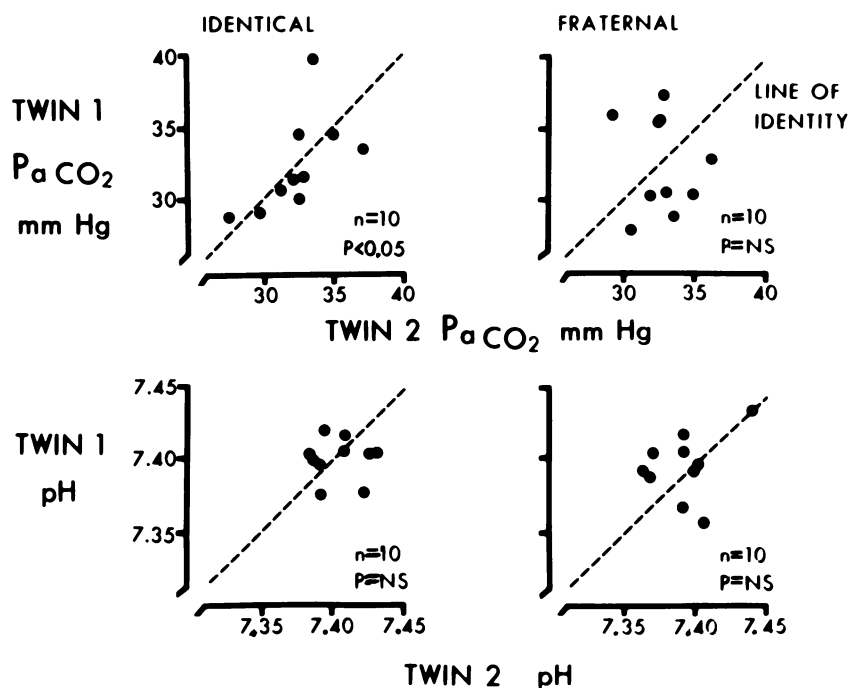 IDENTICAL
FRATERNAL
TWIN 1
PaCO2
mm Hg
40
35
30
n=10
P<0.05
30 35 40
LINE OF
IDENTITY
n=10
P=NS
30 35 40
TWIN 2 PaCO2 mm Hg
TWIN 1
pH
7.45
7.40
7.35
n=10
P=NS
7.35 7.40 7.45
n=10
P=NS
7.35 7.40 7.45
TWIN 2 pH